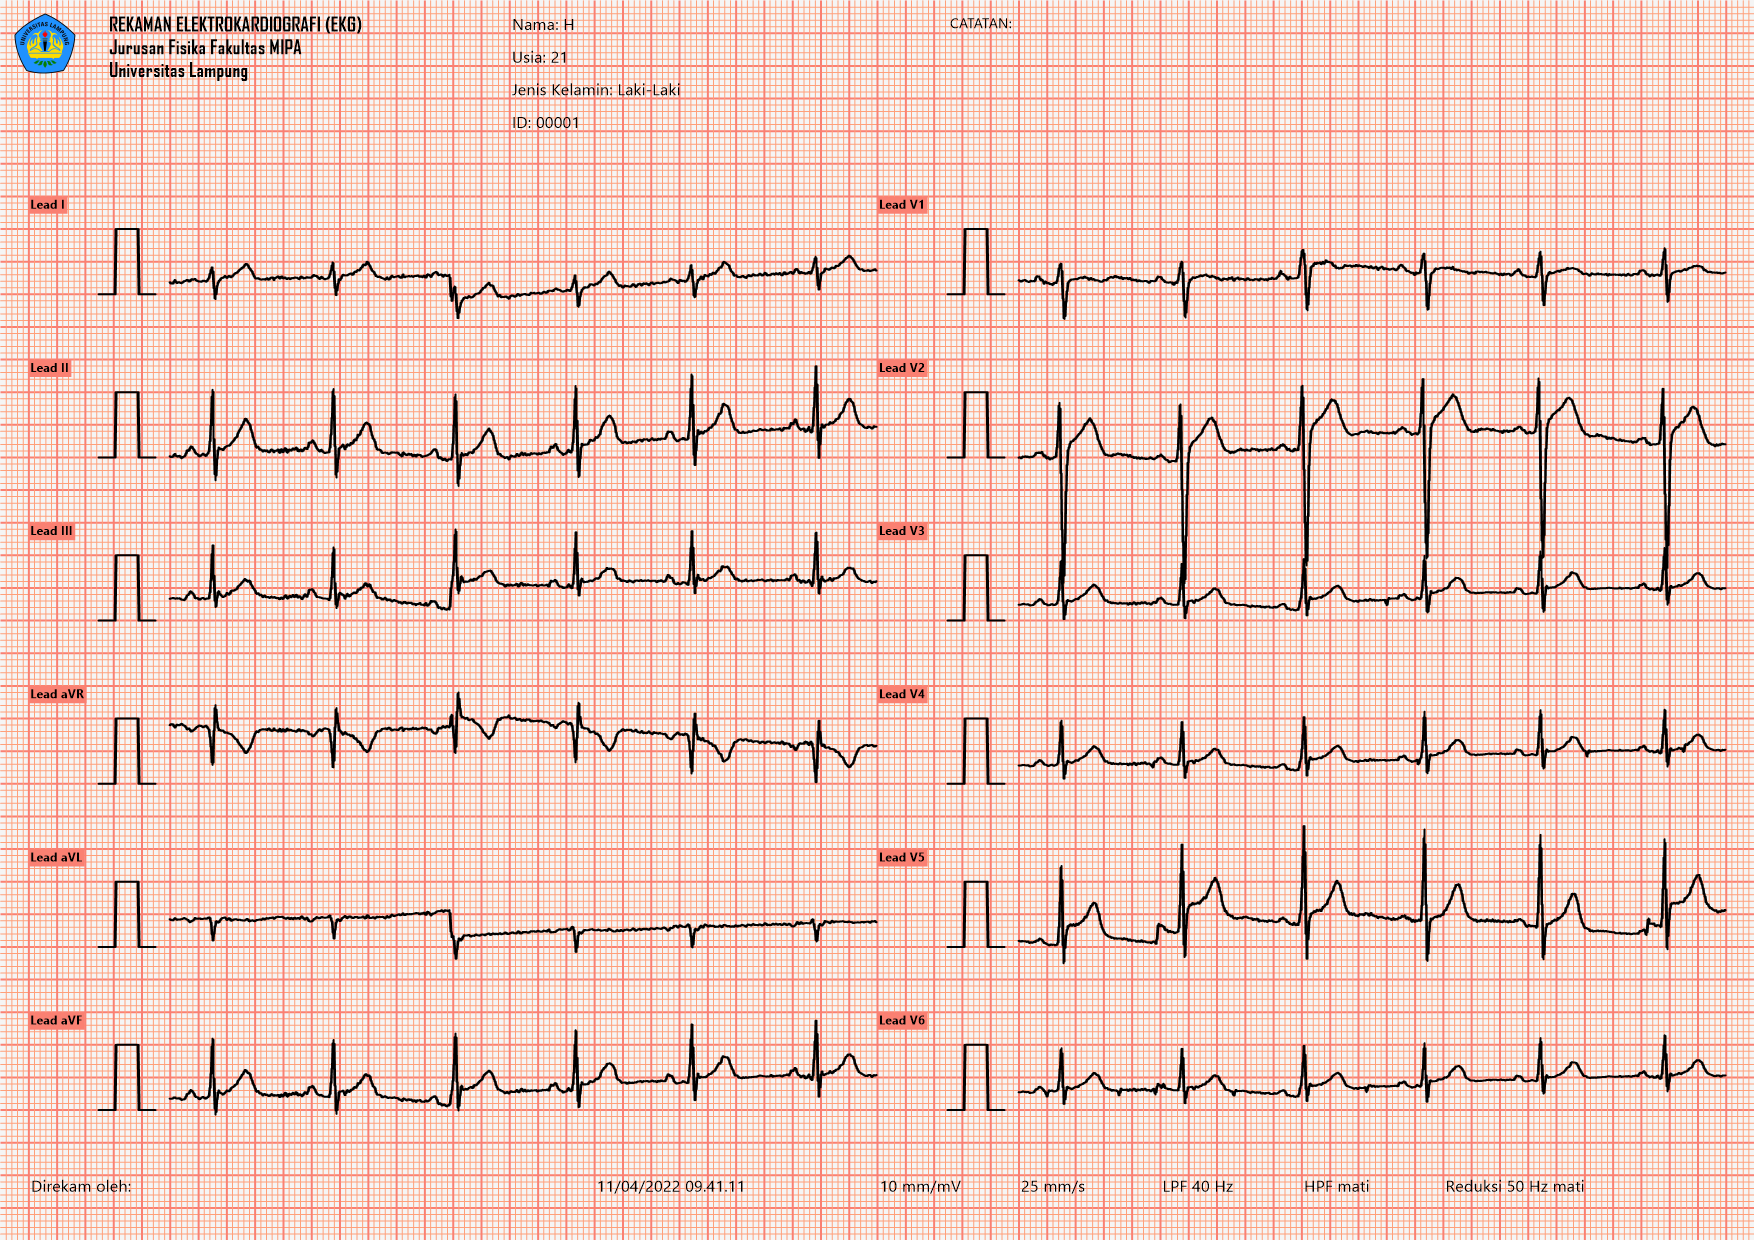 UNIVERSITAS LAMPUNG
REKAMAN ELEKTROKARDIOGRAFI (EKG)
Jurusan Fisika Fakultas MIPA
Universitas Lampung
Nama: H
Usia: 21
Jenis Kelamin: Laki-Laki
ID: 00001
CATATAN:
Lead I
Lead V1
Lead II
Lead V2
Lead III
Lead V3
Lead aVR
Lead V4
Lead aVL
Lead V5
Lead aVF
Lead V6
Direkam oleh: 11/04/2022 09.41.11 10 mm/mV 25 mm/s LPF 40 Hz HPF mati Reduksi 50 Hz mati